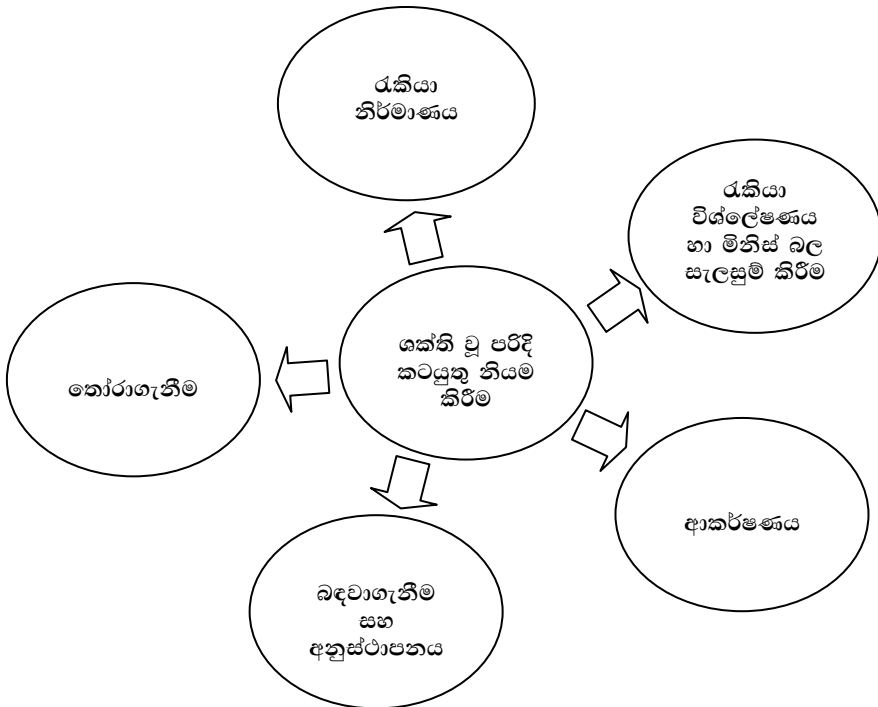 රැකියා
නිර්මාණය
රැකියා
විශ්ලේෂණය
හා මිනිස් බල
සැලසුම් කිරීම
ශක්ති වූ පරිදි
කටයුතු නියම
කිරීම
තෝරාගැනීම
ආකර්ෂණය
බඳවාගැනීම
සහ
අනුස්ථාපනය